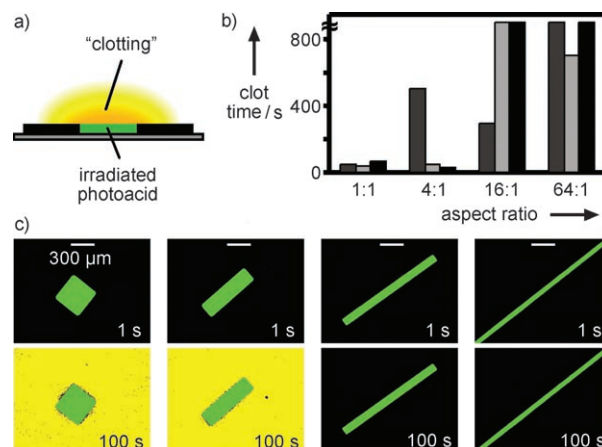 a)
"clotting"
irradiated
photoacid
b)
clot
time / s
800
400
0
1:1 4:1 16:1 64:1
aspect ratio
c)
300 μm
1 s 1 s 1 s 1 s
100 s 100 s 100 s 100 s